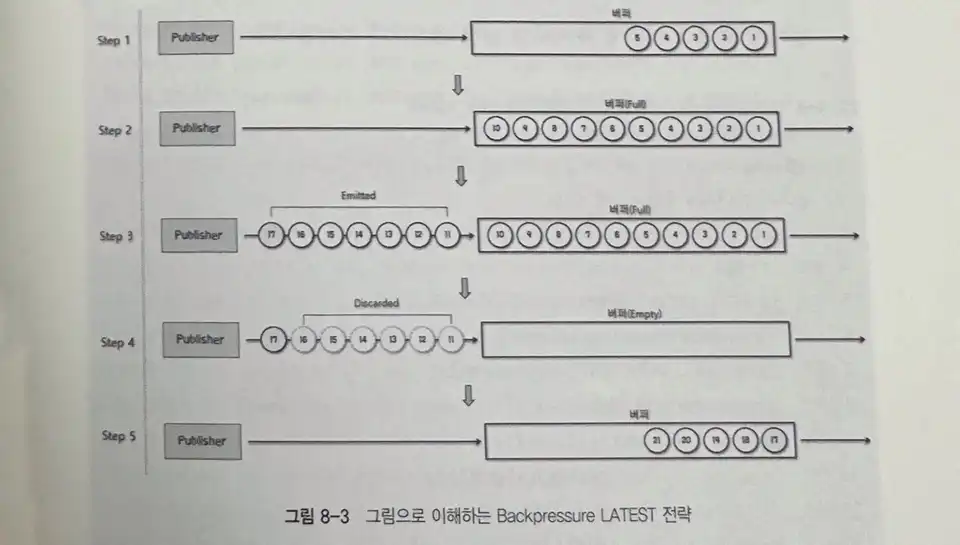 버퍼
Step 1 Publisher 5 4 3 2 1
버퍼(Full)
Step 2 Publisher 10 9 8 7 6 5 4 3 2 1
Emitted 버퍼(Full)
Step 3 Publisher 17 16 15 14 13 12 11 10 9 8 7 6 5 4 3 2 1
Discarded 버퍼(Empty)
Step 4 Publisher 17 16 15 14 13 12 11
버퍼
Step 5 Publisher 21 20 19 18 17
그림 8-3 그림으로 이해하는 Backpressure LATEST 전략